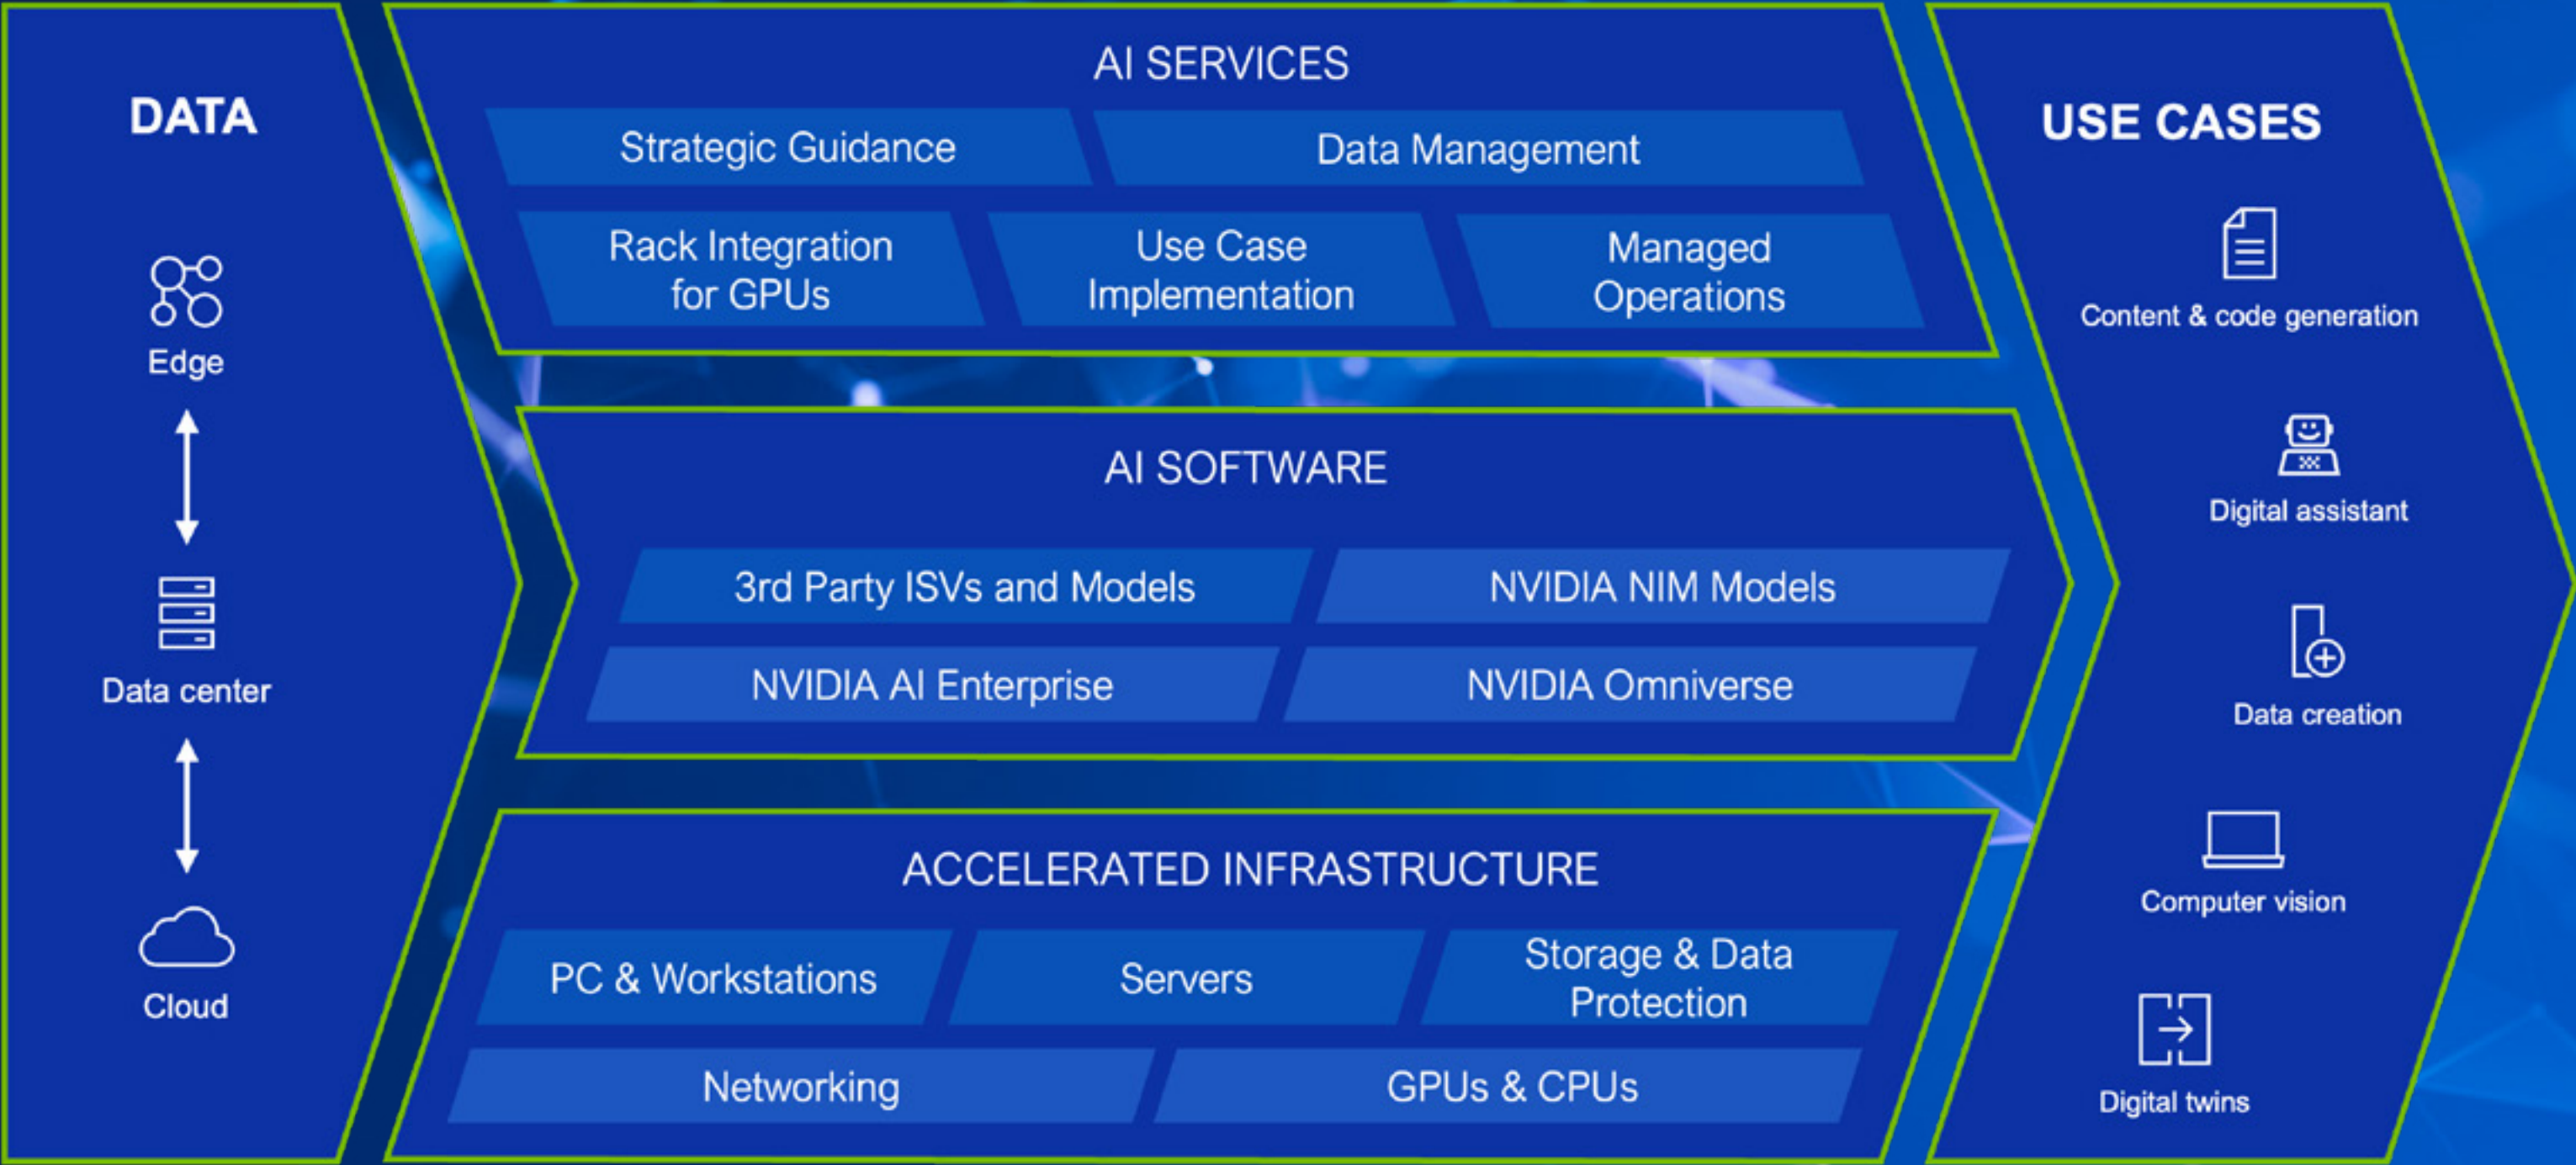 DATA
Edge
Data center
Cloud
AI SERVICES
Strategic Guidance
Data Management
Rack Integration
for GPUs
Use Case
Implementation
Managed
Operations
AI SOFTWARE
3rd Party ISVs and Models
NVIDIA NIM Models
NVIDIA AI Enterprise
NVIDIA Omniverse
ACCELERATED INFRASTRUCTURE
PC & Workstations
Servers
Storage & Data
Protection
Networking
GPUs & CPUs
USE CASES
Content & code generation
Digital assistant
Data creation
Computer vision
Digital twins